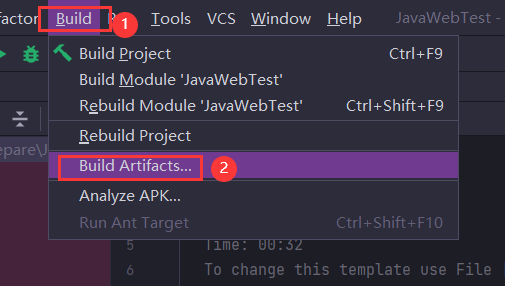 factor Build Tools VCS Window Help JavaWebTest -
1
Build Project Ctrl+F9
Build Module 'JavaWebTest'
Rebuild Module 'JavaWebTest' Ctrl+Shift+F9
Rebuild Project
epare\J
Build Artifacts... 2
Analyze APK...
Run Ant Target Ctrl+Shift+F10
5 Time: 00:32
6 To change this template use File